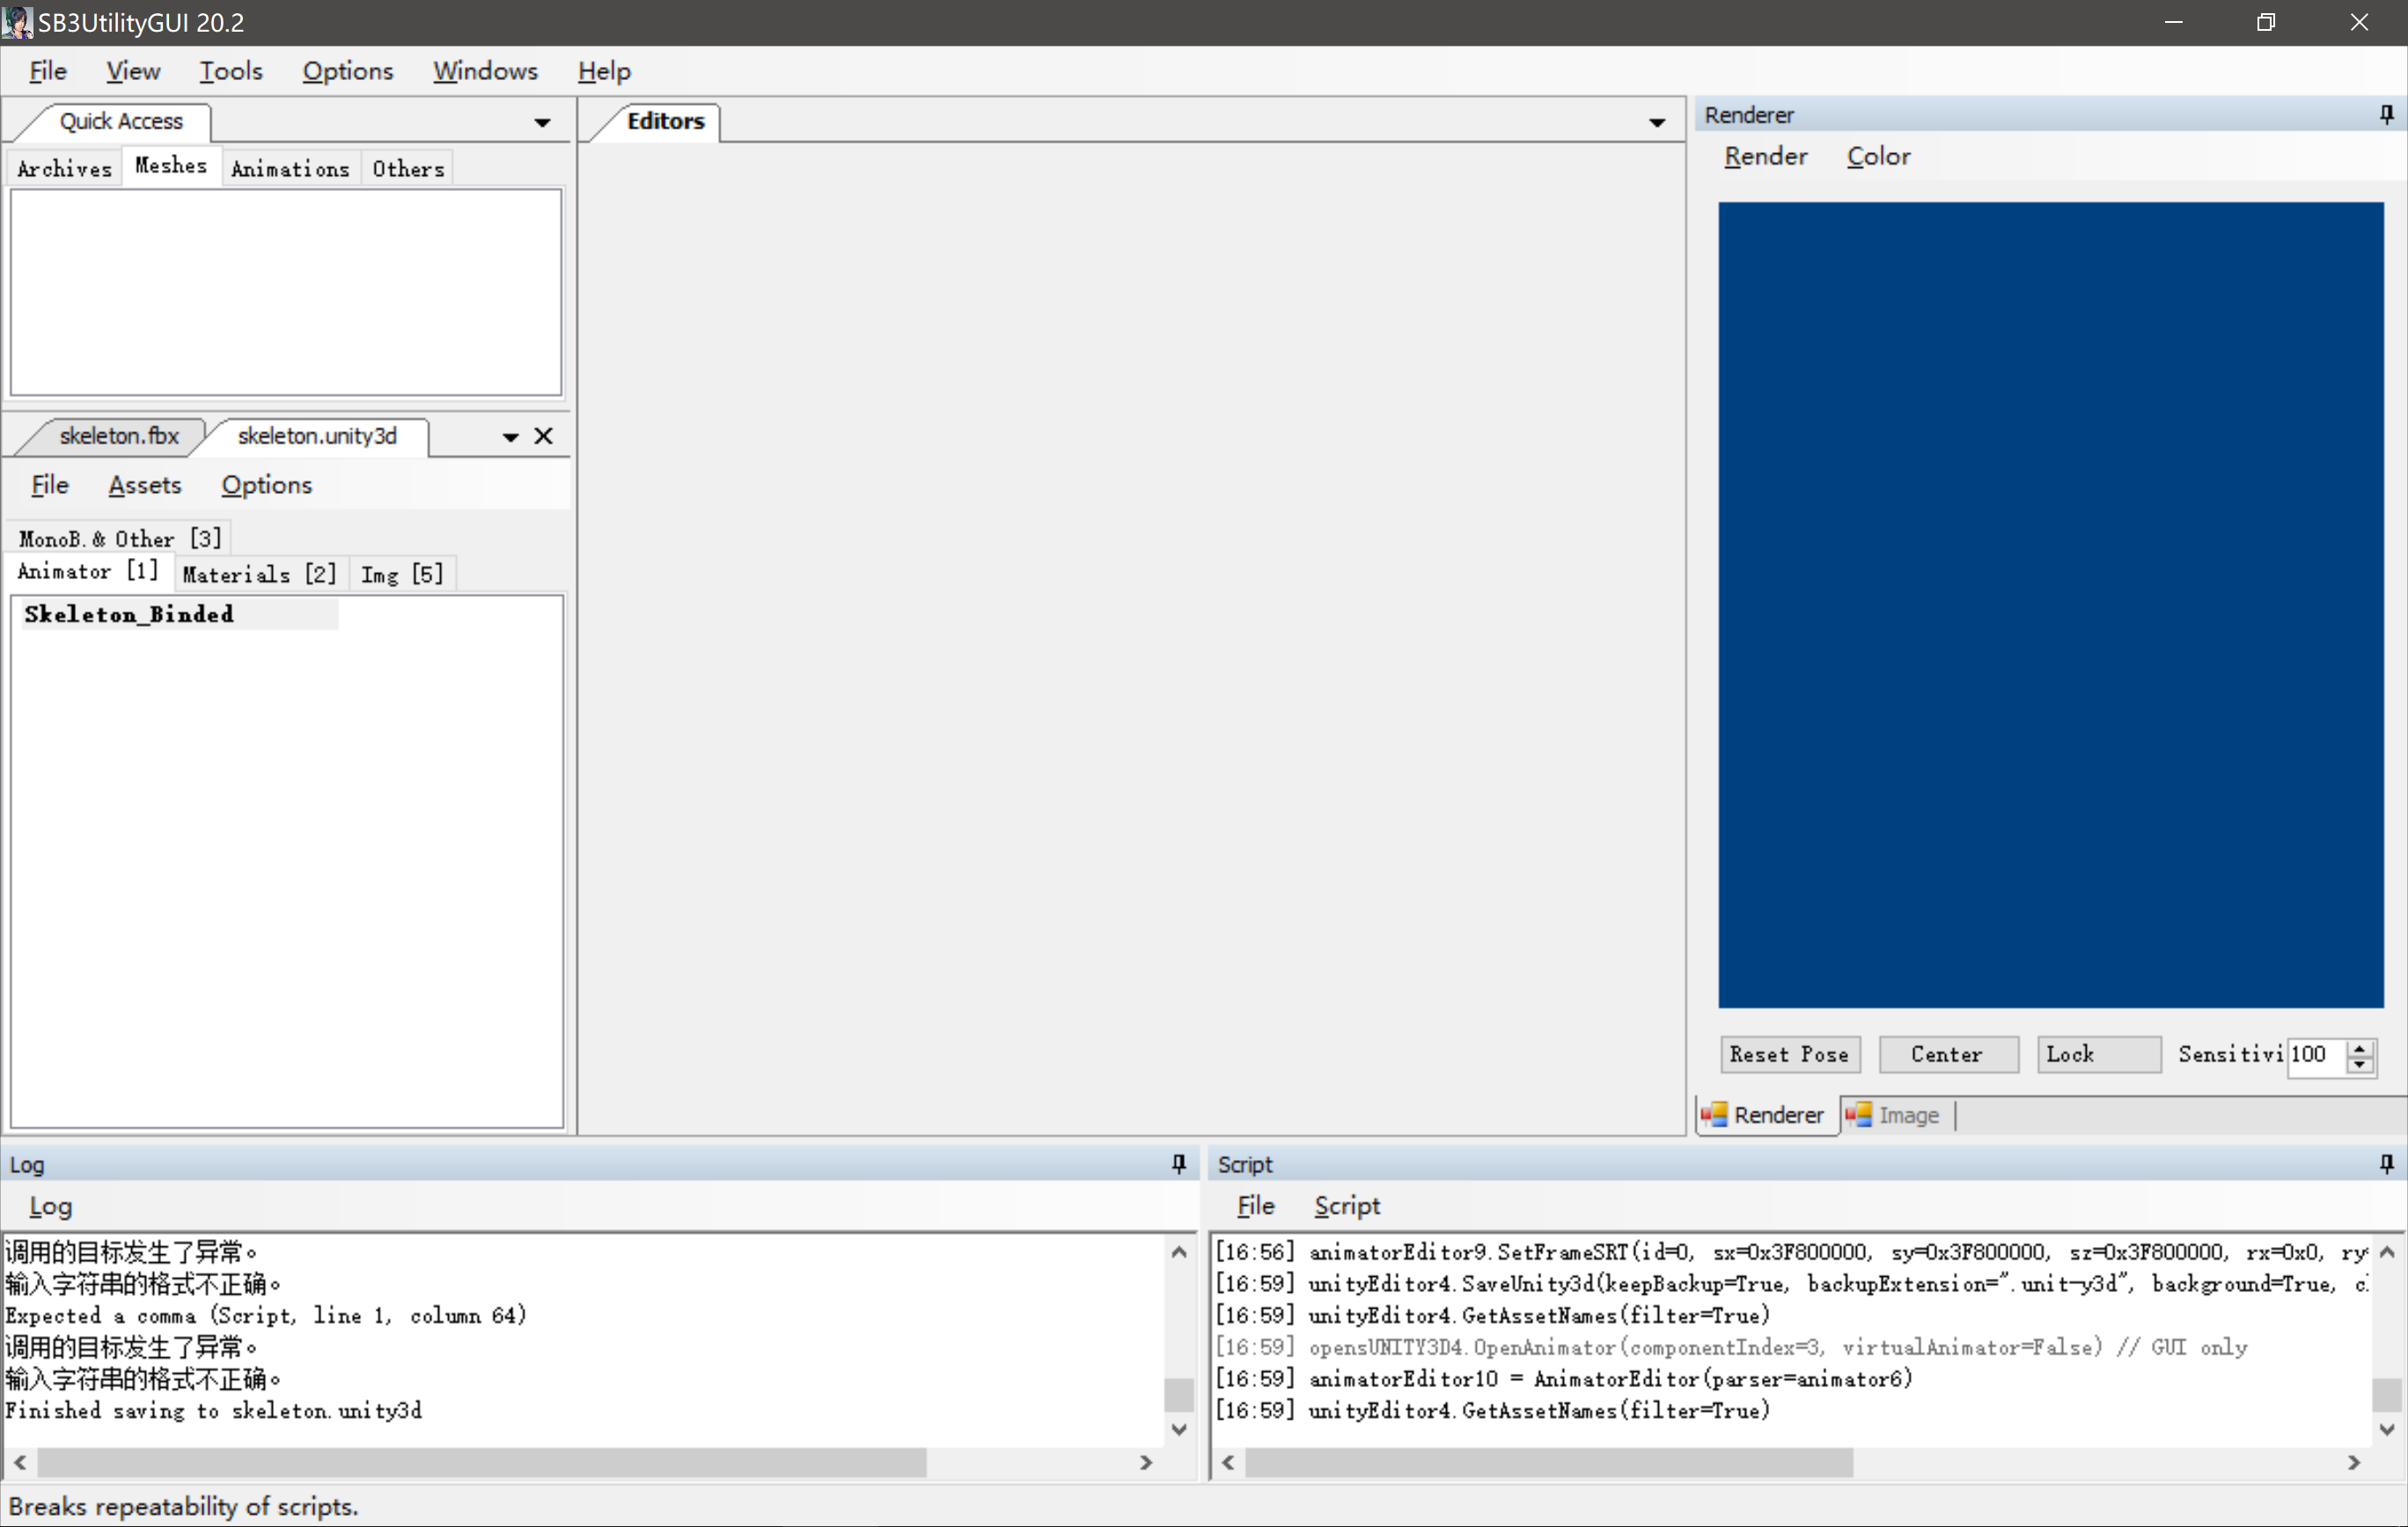 SB3UtilityGUI 20.2
File View Tools Options Windows Help
Quick Access
Archives Meshes Animations Others
skeleton.fbx skeleton.unity3d
File Assets Options
MonoB.& Other [3]
Animator [1] Materials [2] Img [5]
Skeleton_Binded
Editors
Renderer
Render Color
Reset Pose Center Lock Sensitivi 100
Renderer Image
Log
Log
调用的目标发生了异常。
输入字符串的格式不正确。
Expected a comma (Script, line 1, column 64)
调用的目标发生了异常。
输入字符串的格式不正确。
Finished saving to skeleton.unity3d
Script
File Script
[16:56] animatorEditor9.SetFrameSRT(id=0, sx=0x3F800000, sy=0x3F800000, sz=0x3F800000, rx=0x0, ry
[16:59] unityEditor4.SaveUnity3d(keepBackup=True, backupExtension=".unit-y3d", background=True, c
[16:59] unityEditor4.GetAssetNames(filter=True)
[16:59] opensUNITY3D4.OpenAnimator(componentIndex=3, virtualAnimator=False) // GUI only
[16:59] animatorEditor10 = AnimatorEditor(parser=animator6)
[16:59] unityEditor4.GetAssetNames(filter=True)
Breaks repeatability of scripts.